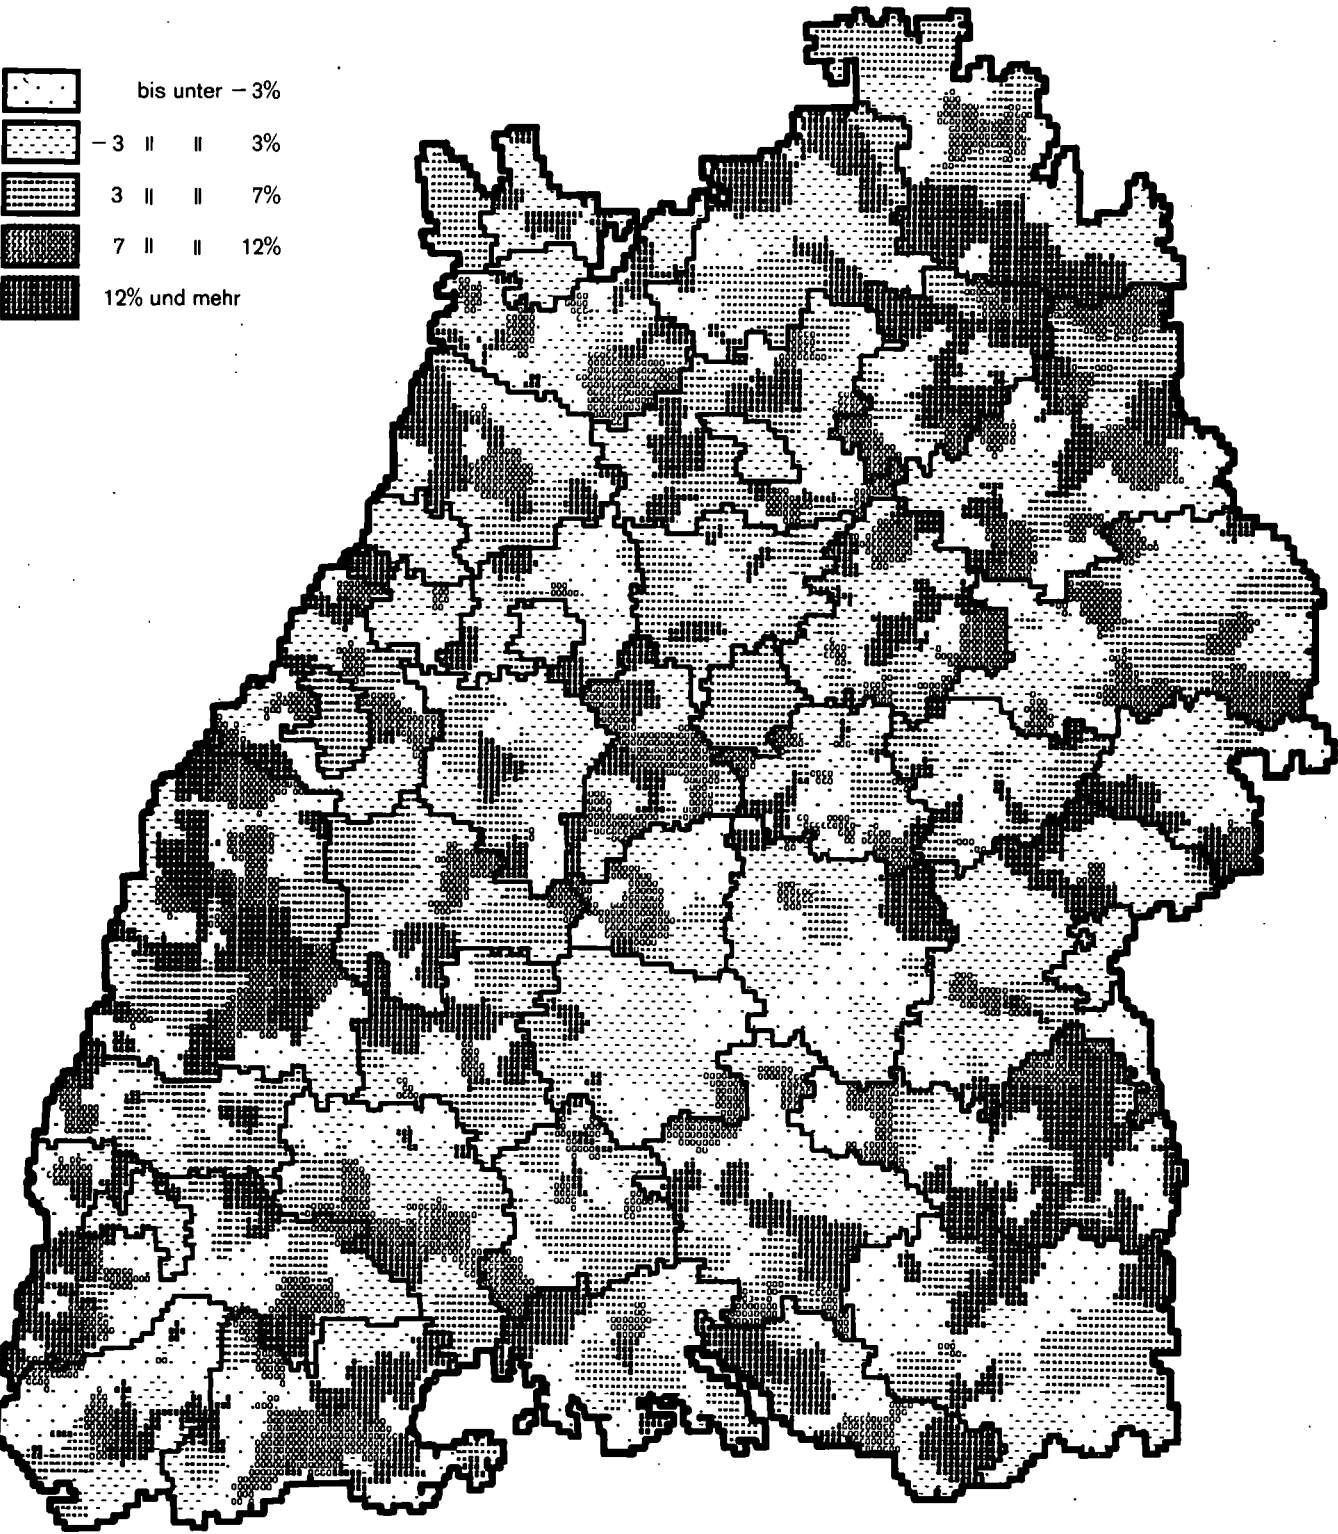 bis unter – 3%
– 3 " " 3%
3 " " 7%
7 " " 12%
12% und mehr